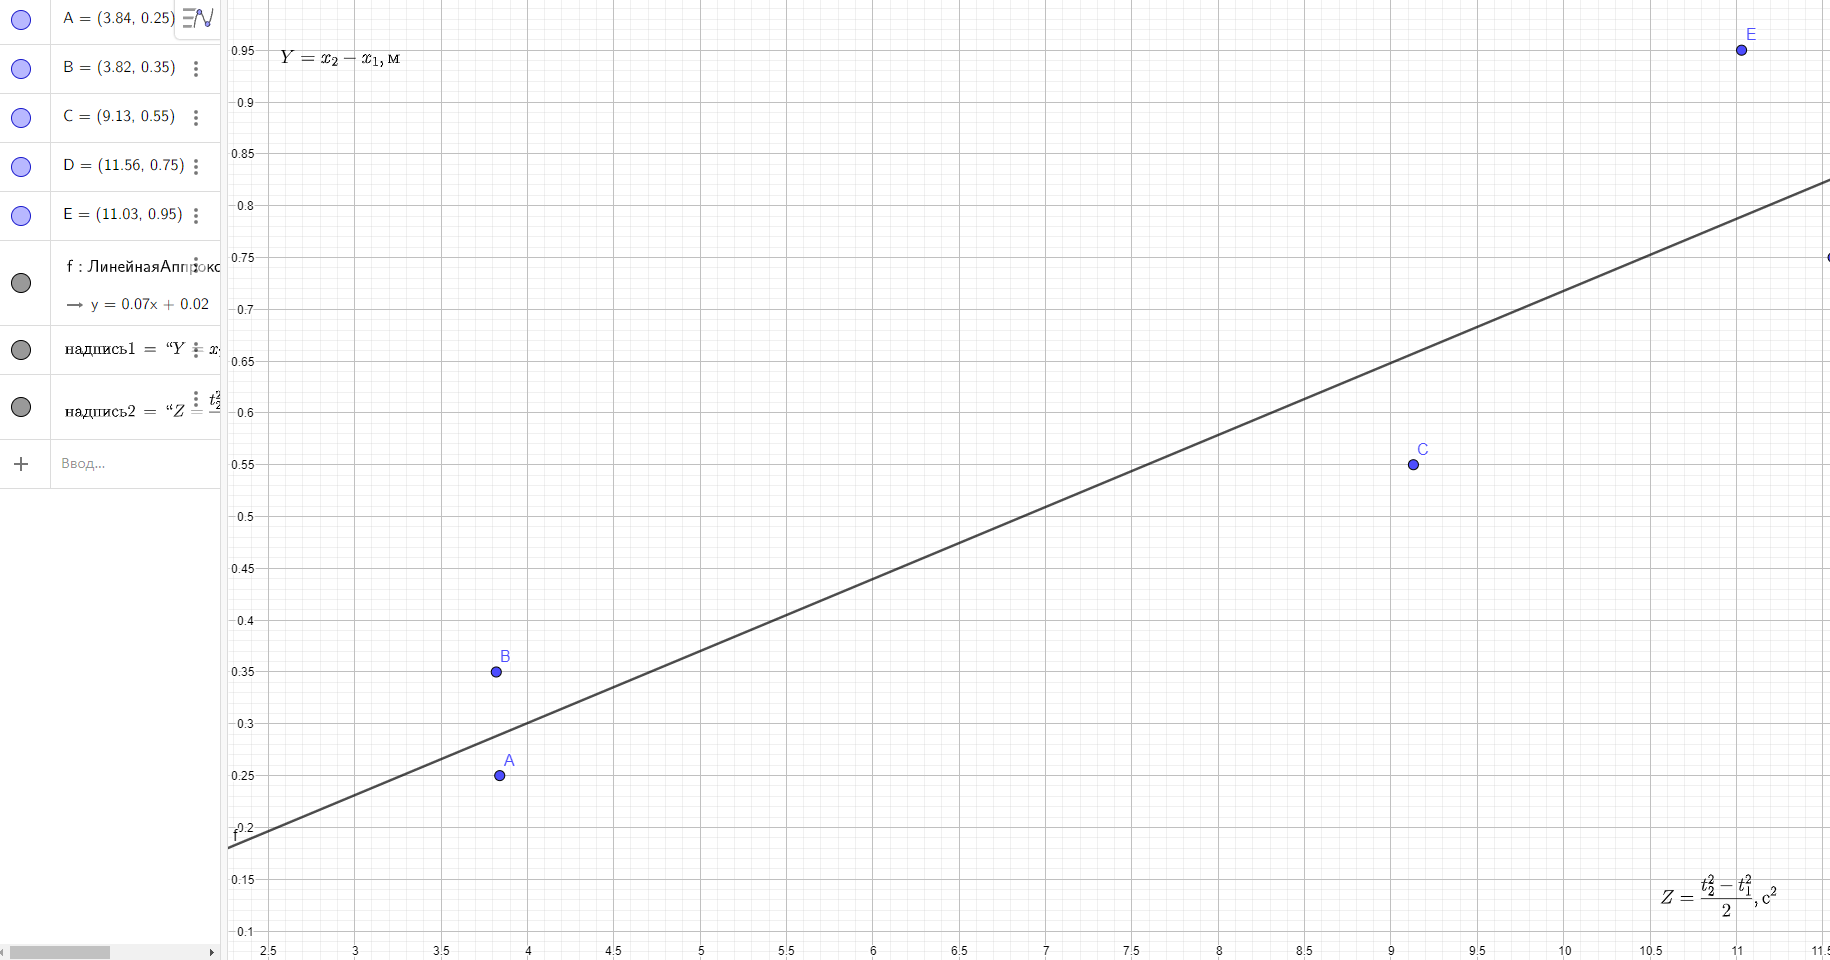 A = (3.84, 0.25)
B = (3.82, 0.35)
C = (9.13, 0.55)
D = (11.56, 0.75)
E = (11.03, 0.95)
f : ЛинейнаяАппрокс
→ y = 0.07x + 0.02
надпись1 = “Y = x
надпись2 = “Z = t₂²
+ Ввод...
Y = x₂ − x₁, м
E
C
B
A
f
0.95
0.9
0.85
0.8
0.75
0.7
0.65
0.6
0.55
0.5
0.45
0.4
0.35
0.3
0.25
0.2
0.15
0.1
Z = (t₂² − t₁²)/2, с²
2.5 3 3.5 4 4.5 5 5.5 6 6.5 7 7.5 8 8.5 9 9.5 10 10.5 11 11.5